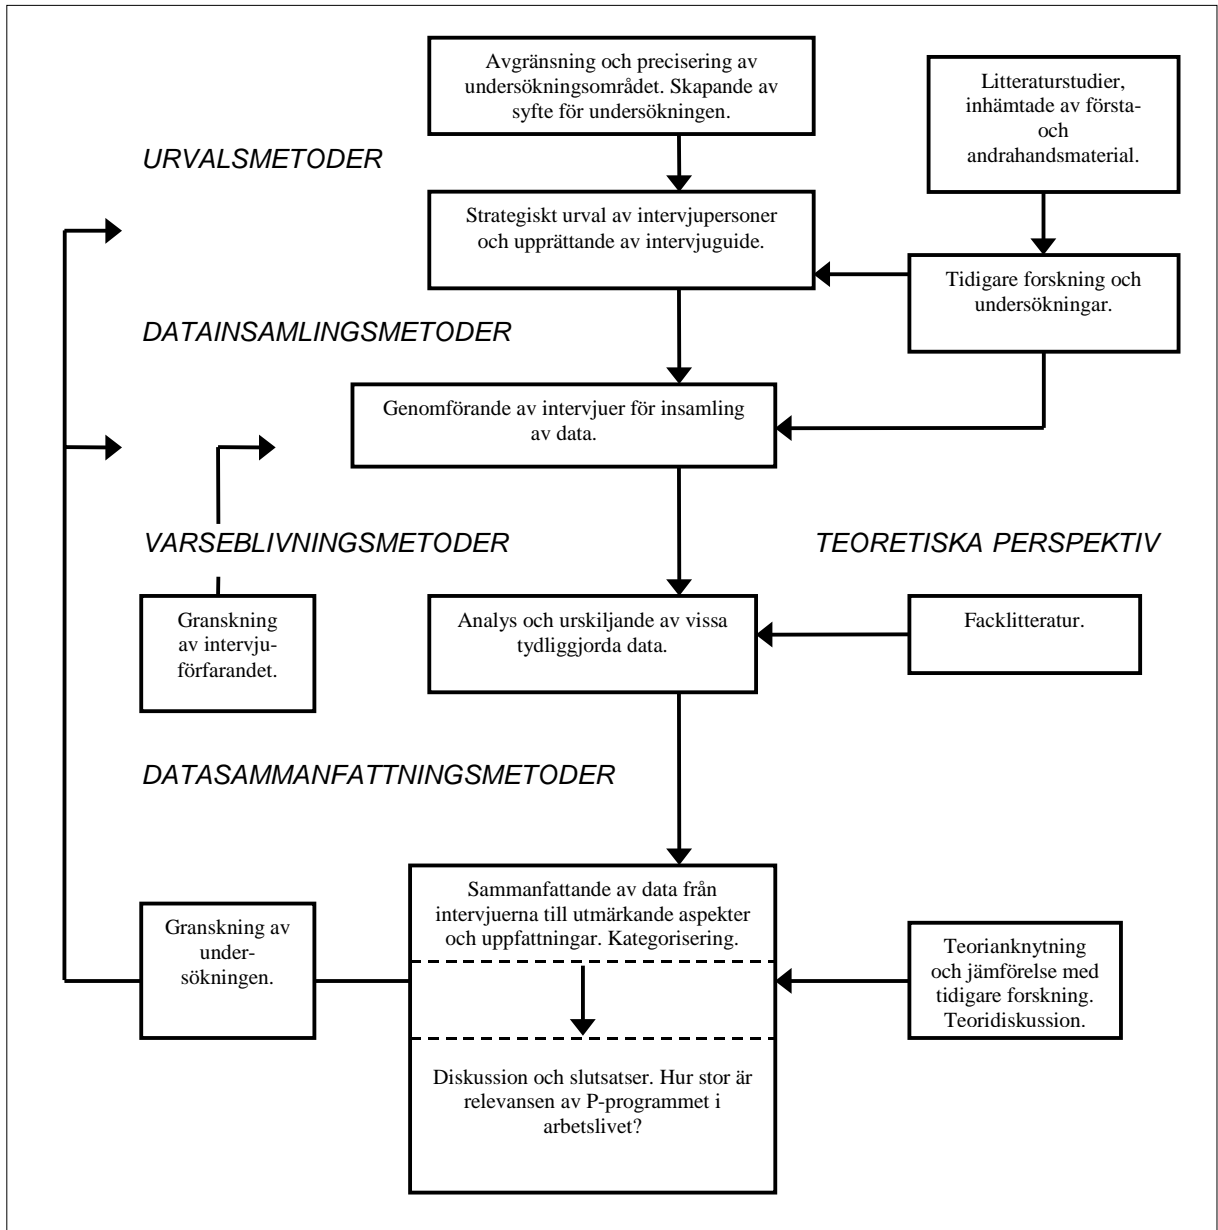 Avgränsning och precisering av
undersökningsområdet. Skapande av
syfte för undersökningen.
Litteraturstudier,
inhämtade av första-
och
andrahandsmaterial.
URVALSMETODER
Strategiskt urval av intervjupersoner
och upprättande av intervjuguide.
Tidigare forskning och
undersökningar.
DATAINSAMLINGSMETODER
Genomförande av intervjuer för insamling
av data.
VARSEBLIVNINGSMETODER
TEORETISKA PERSPEKTIV
Granskning
av intervju-
förfarandet.
Analys och urskiljande av vissa
tydliggjorda data.
Facklitteratur.
DATASAMMANFATTNINGSMETODER
Sammanfattande av data från
intervjuerna till utmärkande aspekter
och uppfattningar. Kategorisering.
Granskning av
under-
sökningen.
Teorianknytning
och jämförelse med
tidigare forskning.
Teoridiskussion.
Diskussion och slutsatser. Hur stor är
relevansen av P-programmet i
arbetslivet?